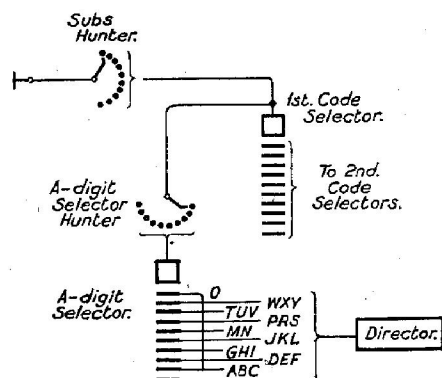 Subs
Hunter.
1st. Code
Selector.
To 2nd.
Code
Selectors.
A-digit
Selector
Hunter
A-digit
Selector.
O
WXY
TUV
PRS
MN
JKL
GHI
DEF
ABC
Director.